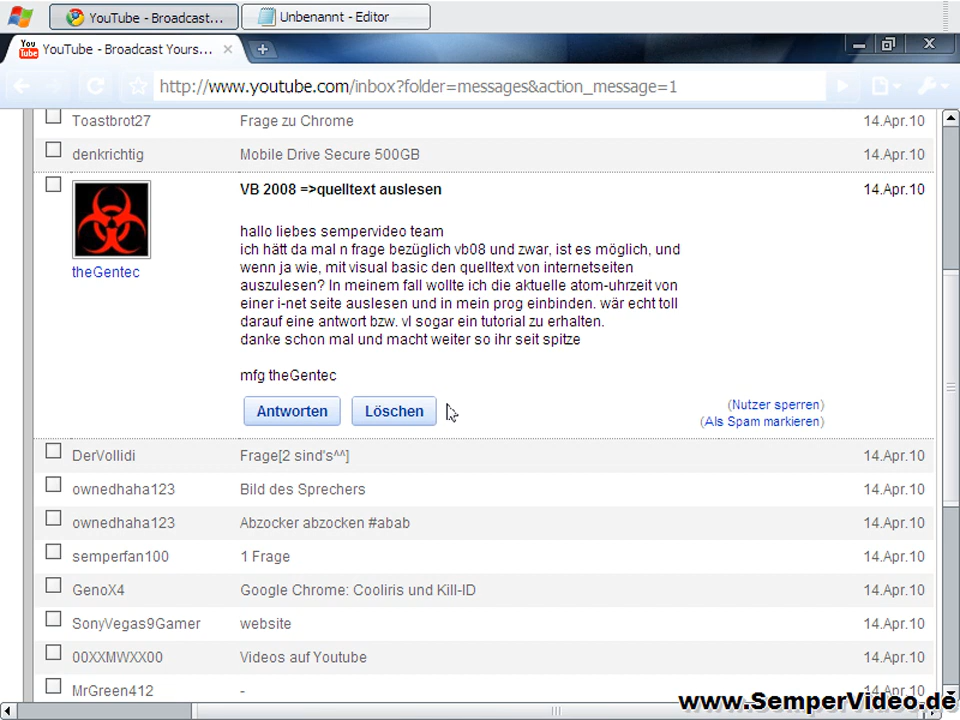 YouTube - Broadcast...
Unbenannt - Editor
You Tube
YouTube - Broadcast Yours...
http://www.youtube.com/inbox?folder=messages&action_message=1
Toastbrot27 Frage zu Chrome 14.Apr.10
denkrichtig Mobile Drive Secure 500GB 14.Apr.10
VB 2008 =>quelltext auslesen 14.Apr.10
theGentec
hallo liebes sempervideo team
ich hätt da mal n frage bezüglich vb08 und zwar, ist es möglich, und
wenn ja wie, mit visual basic den quelltext von internetseiten
auszulesen? In meinem fall wollte ich die aktuelle atom-uhrzeit von
einer i-net seite auslesen und in mein prog einbinden. wär echt toll
darauf eine antwort bzw. vl sogar ein tutorial zu erhalten.
danke schon mal und macht weiter so ihr seit spitze
mfg theGentec
Antworten Löschen
(Nutzer sperren)
(Als Spam markieren)
DerVollidi Frage[2 sind's^^] 14.Apr.10
ownedhaha123 Bild des Sprechers 14.Apr.10
ownedhaha123 Abzocker abzocken #abab 14.Apr.10
semperfan100 1 Frage 14.Apr.10
GenoX4 Google Chrome: Cooliris und Kill-ID 14.Apr.10
SonyVegas9Gamer website 14.Apr.10
00XXMWXX00 Videos auf Youtube 14.Apr.10
MrGreen412 - 14.Apr.10
www.SemperVideo.de